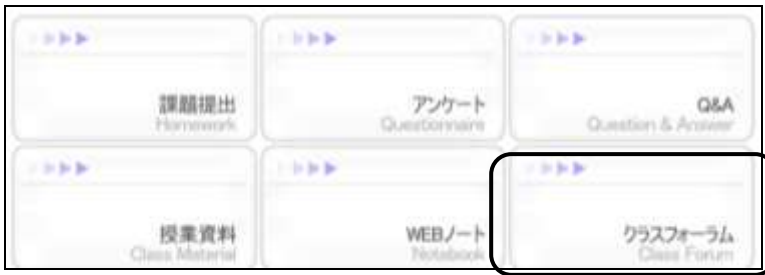 課題提出
Homework
アンケート
Questionnaire
Q&A
Question & Answer
授業資料
Class Material
WEBノート
Notebook
クラスフォーラム
Class Forum